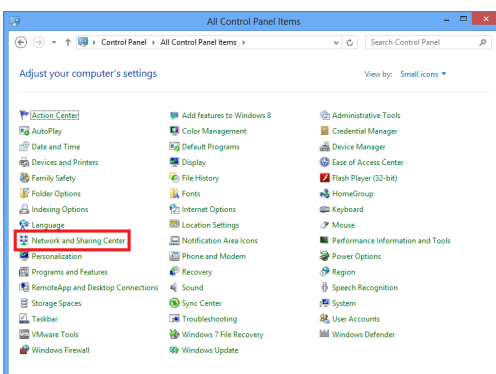 All Control Panel Items
Control Panel All Control Panel Items Search Control Panel
Adjust your computer's settings View by: Small icons
Action Center Add features to Windows 8 Administrative Tools
AutoPlay Color Management Credential Manager
Date and Time Default Programs Device Manager
Devices and Printers Display Ease of Access Center
Family Safety File History Flash Player (32-bit)
Folder Options Fonts HomeGroup
Indexing Options Internet Options Keyboard
Language Location Settings Mouse
Network and Sharing Center Notification Area Icons Performance Information and Tools
Personalization Phone and Modem Power Options
Programs and Features Recovery Region
RemoteApp and Desktop Connections Sound Speech Recognition
Storage Spaces Sync Center System
Taskbar Troubleshooting User Accounts
VMware Tools Windows 7 File Recovery Windows Defender
Windows Firewall Windows Update